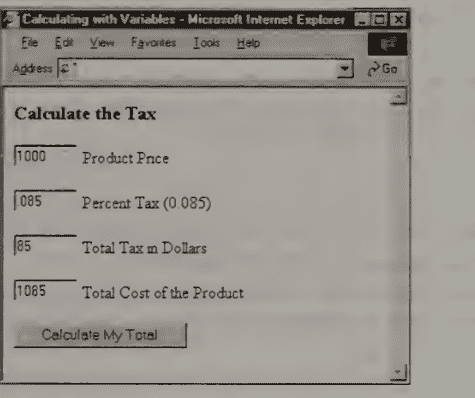 Calculating with Variables - Microsoft Internet Explorer
File Edit View Favorites Tools Help
Address Go
Calculate the Tax
1000 Product Price
.085 Percent Tax (0.085)
85 Total Tax in Dollars
1085 Total Cost of the Product
Calculate My Total